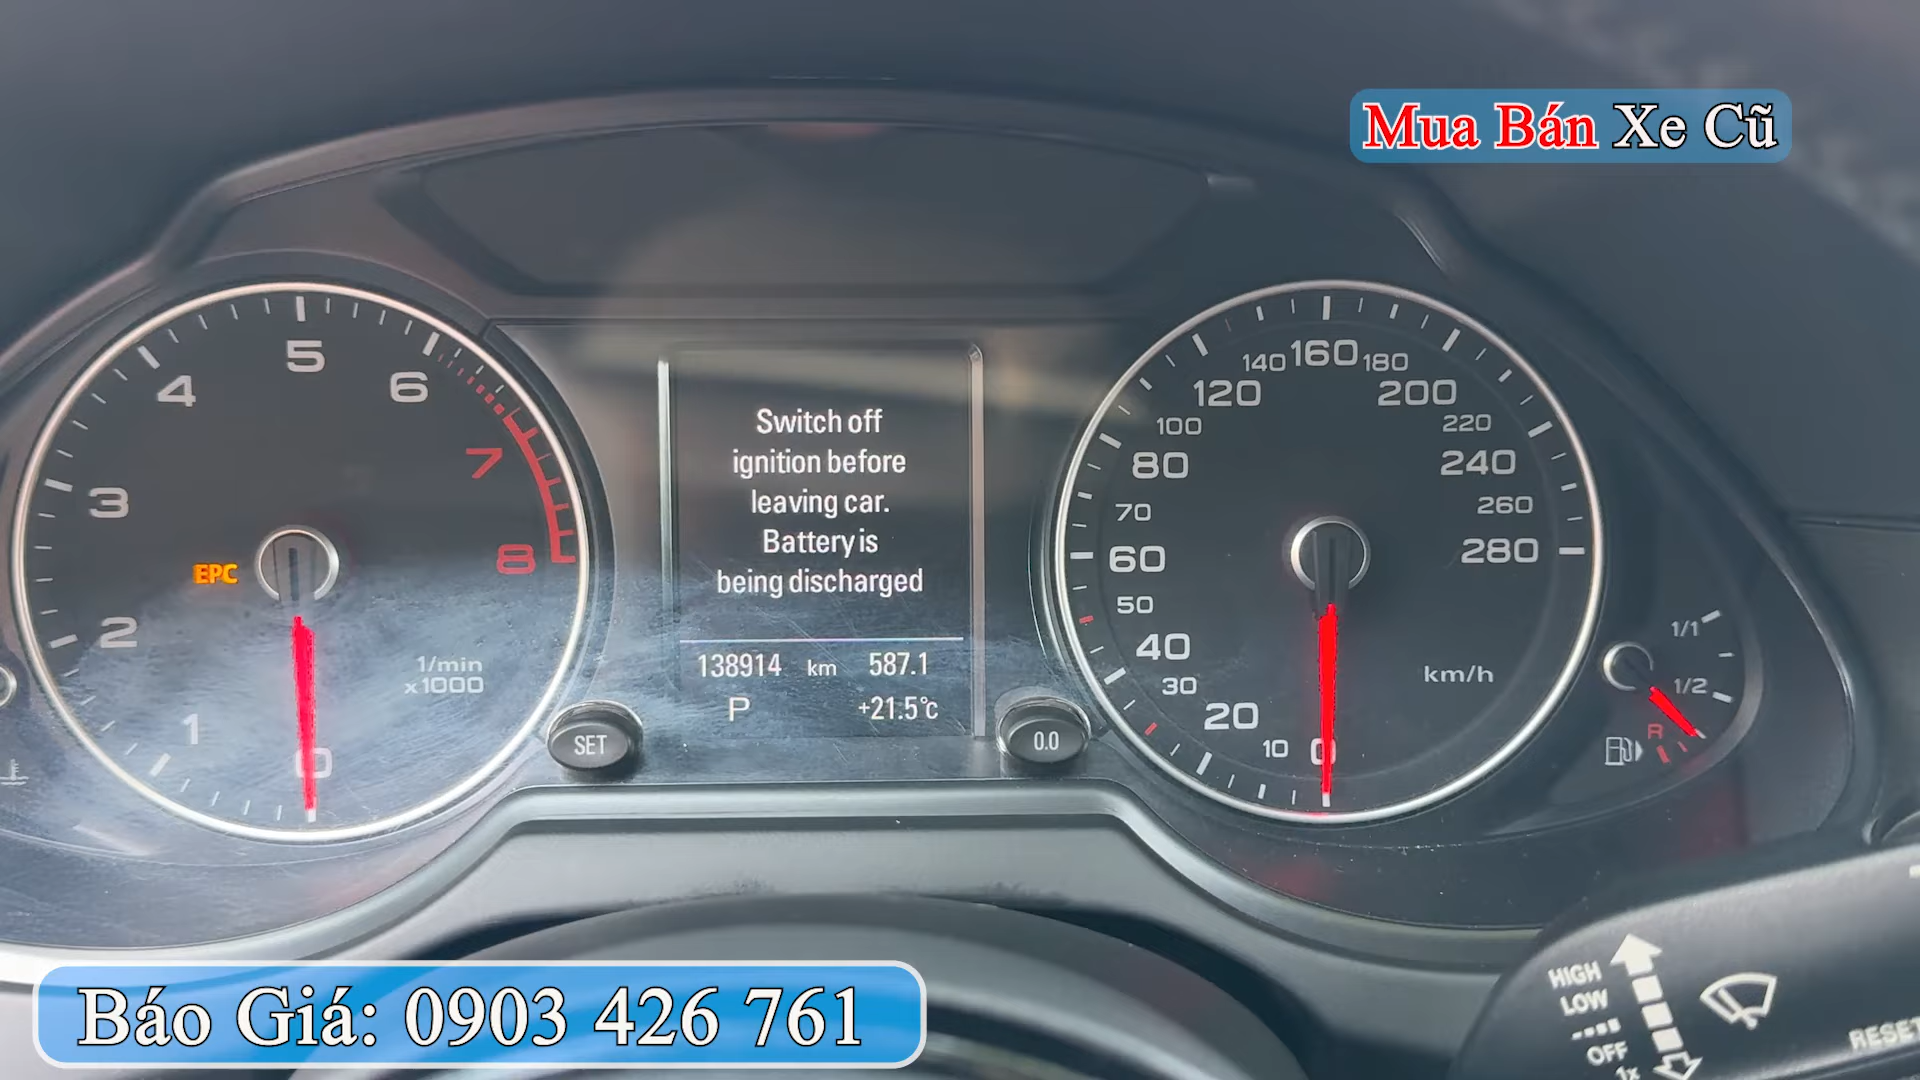 Mua Bán Xe Cũ
5
4
6
3
7
2
8
EPC
1
0
1/min
x1000
Switch off
ignition before
leaving car.
Battery is
being discharged
138914 km 587.1
P +21.5°C
SET
0.0
160
140
180
120
200
100
220
80
240
70
260
60
280
50
40
30
20
10
0
km/h
1/1
1/2
R
HIGH
LOW
OFF
1x
RESET
Báo Giá: 0903 426 761